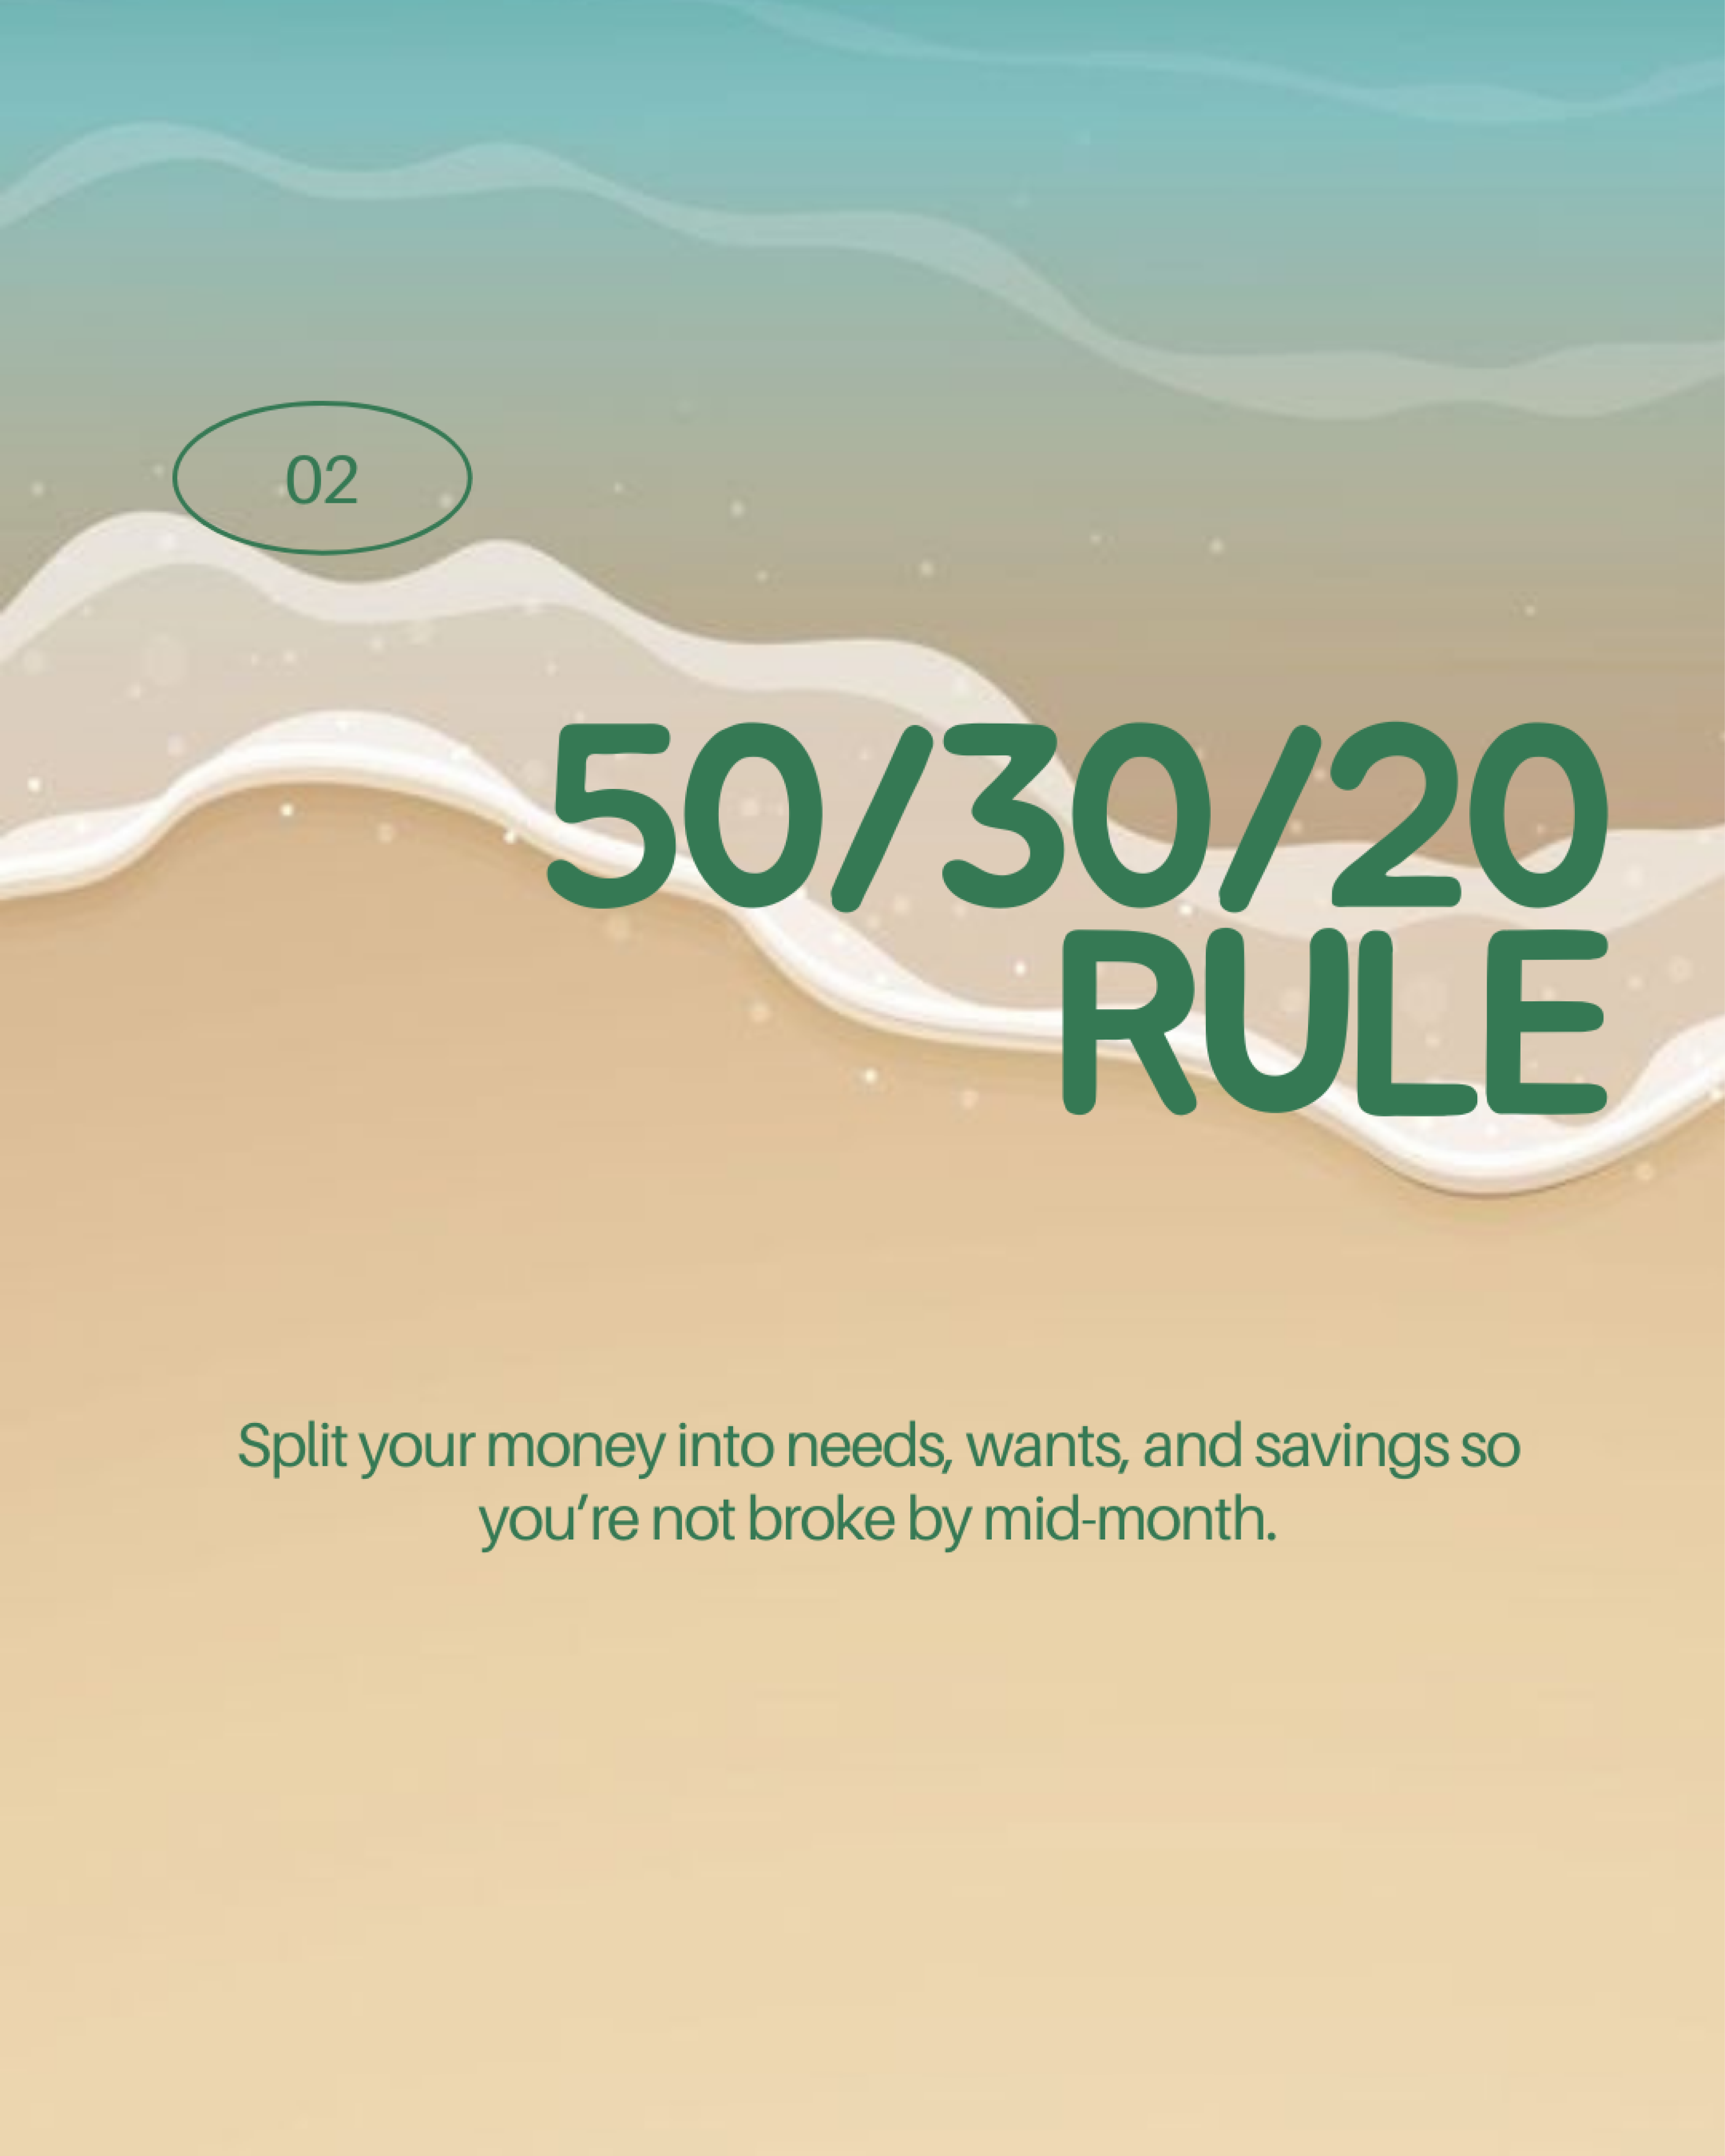 02
50/30/20
RULE
Split your money into needs, wants, and savings so
you’re not broke by mid-month.